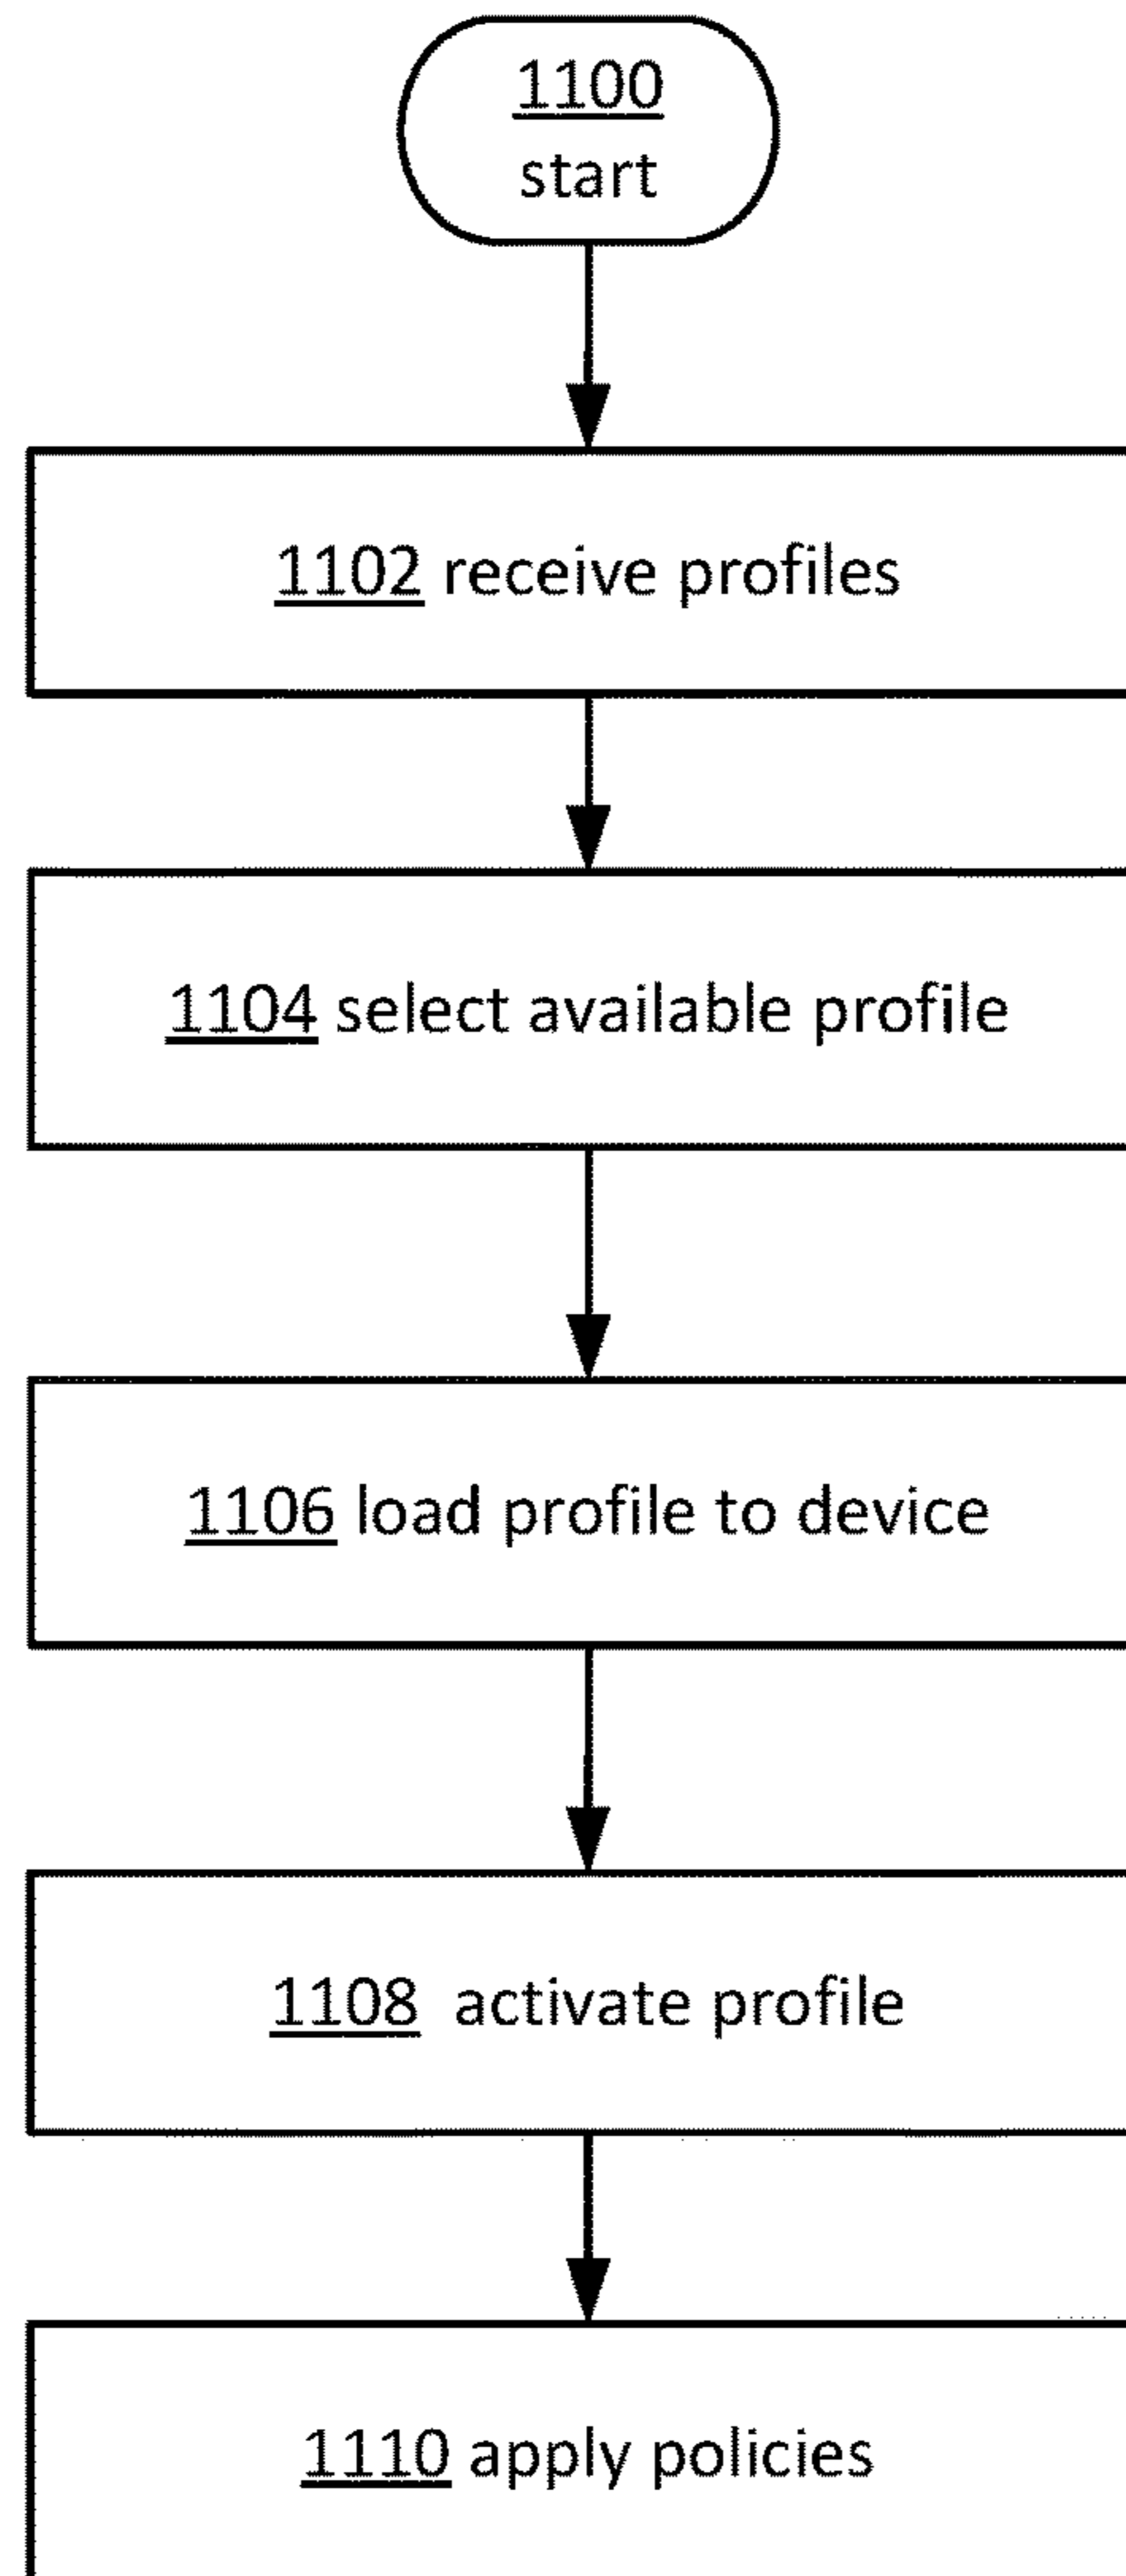 1100
start
1102 receive profiles
1104 select available profile
1106 load profile to device
1108 activate profile
1110 apply policies